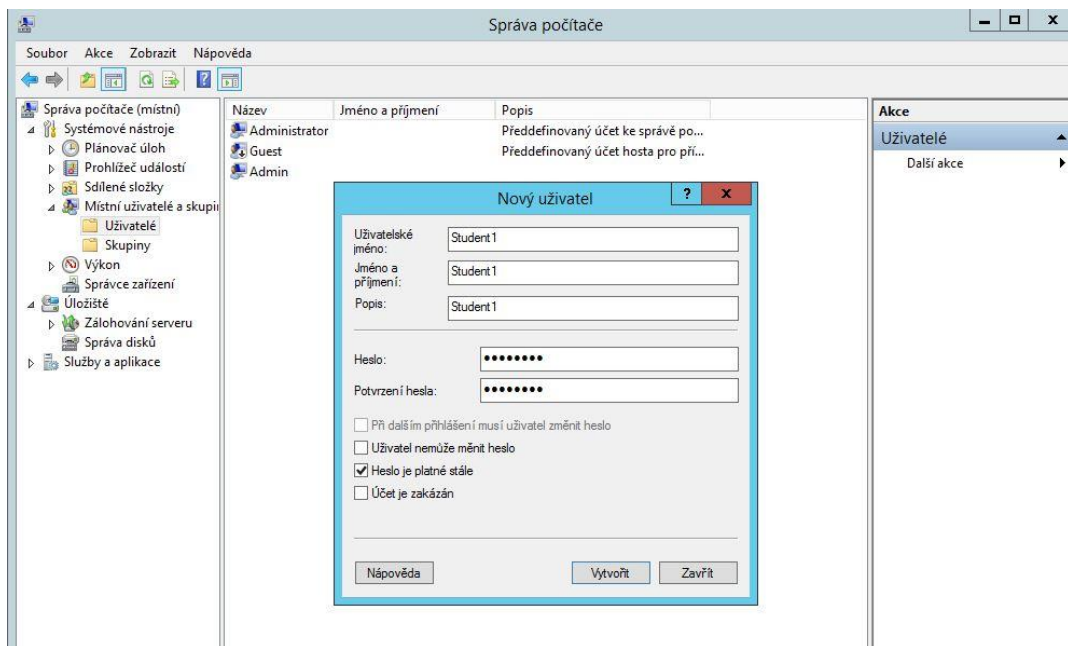 Správa počítače
Soubor Akce Zobrazit Nápověda
Správa počítače (místní)
Systémové nástroje
Plánovač úloh
Prohlížeč událostí
Sdílené složky
Místní uživatelé a skupin
Uživatelé
Skupiny
Výkon
Správce zařízení
Úložiště
Zálohování serveru
Správa disků
Služby a aplikace
Název Jméno a příjmení Popis
Administrator Předdefinovaný účet ke správě po...
Guest Předdefinovaný účet hosta pro pří...
Admin
Akce
Uživatelé
Další akce
Nový uživatel
Uživatelské
jméno:
Student1
Jméno a
příjmení:
Student1
Popis:
Student1
Heslo:
Potvrzení hesla:
Při dalším přihlášení musí uživatel změnit heslo
Uživatel nemůže měnit heslo
Heslo je platné stále
Účet je zakázán
Nápověda Vytvořit Zavřít